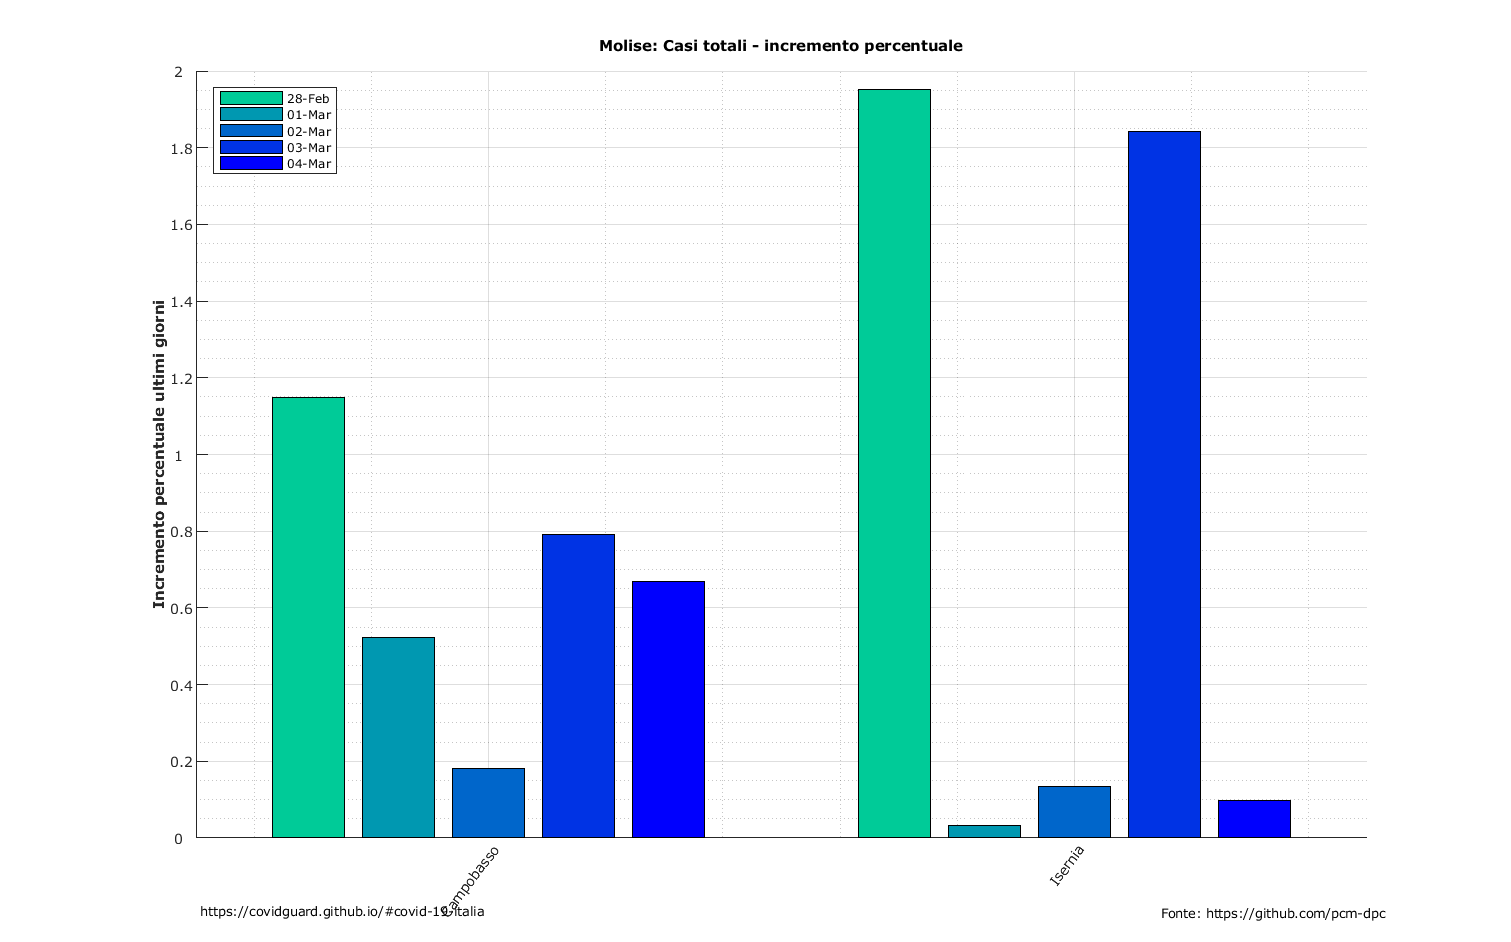 Molise: Casi totali - incremento percentuale
28-Feb
01-Mar
02-Mar
03-Mar
04-Mar
Incremento percentuale ultimi giorni
2
1.8
1.6
1.4
1.2
1
0.8
0.6
0.4
0.2
0
Campobasso
Isernia
https://covidguard.github.io/#covid-19-italia
Fonte: https://github.com/pcm-dpc